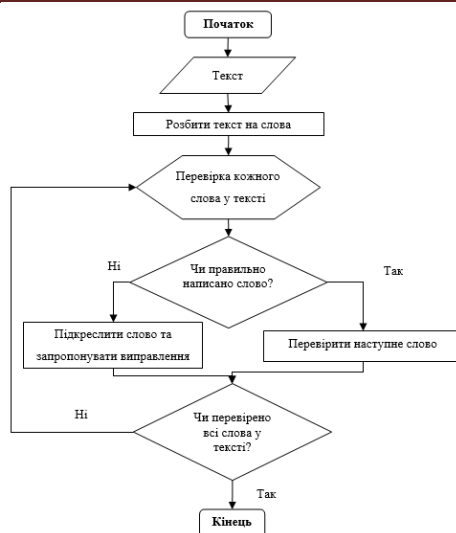 Початок
Текст
Розбити текст на слова
Перевірка кожного
слова у тексті
Ні
Чи правильно
написано слово?
Так
Підкреслити слово та
запропонувати виправлення
Перевірити наступне слово
Ні
Чи перевірено
всі слова у
тексті?
Так
Кінець